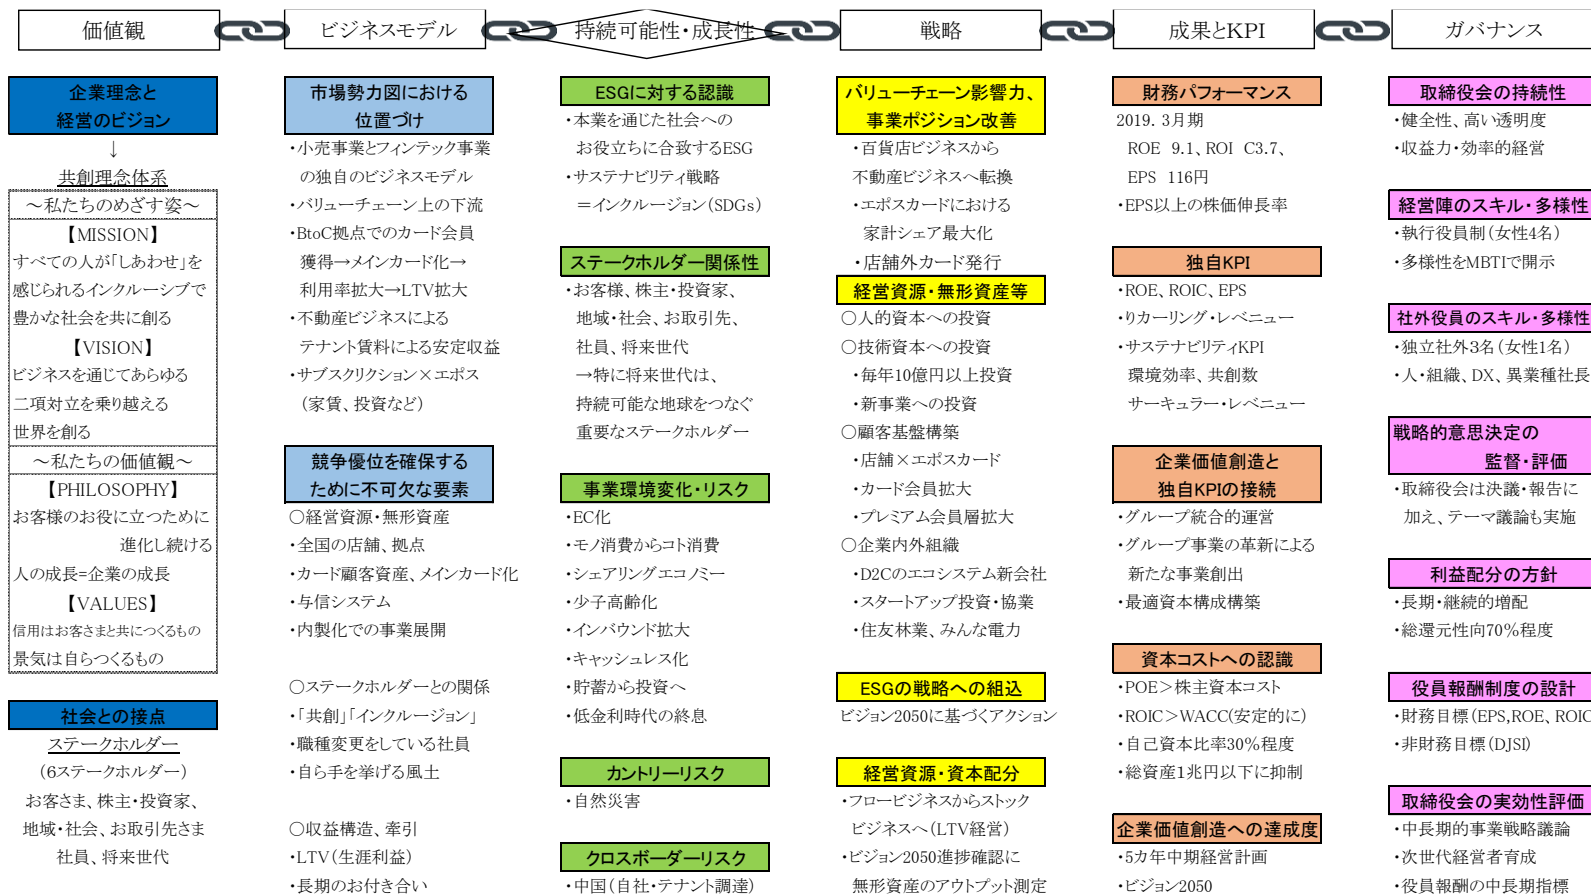 価値観
ビジネスモデル
持続可能性・成長性
戦略
成果とKPI
ガバナンス
企業理念と
経営のビジョン
↓
共創理念体系
～私たちのめざす姿～
【MISSION】
すべての人が「しあわせ」を
感じられるインクルーシブで
豊かな社会を共に創る
【VISION】
ビジネスを通じてあらゆる
二項対立を乗り越える
世界を創る
～私たちの価値観～
【PHILOSOPHY】
お客様のお役に立つために
進化し続ける
人の成長=企業の成長
【VALUES】
信用はお客さまと共につくるもの
景気は自らつくるもの
社会との接点
ステークホルダー
(6ステークホルダー)
お客さま、株主・投資家、
地域・社会、お取引先さま
社員、将来世代
市場勢力図における
位置づけ
・小売事業とフィンテック事業
の独自のビジネスモデル
・バリューチェーン上の下流
・BtoC拠点でのカード会員
獲得→メインカード化→
利用率拡大→LTV拡大
・不動産ビジネスによる
テナント賃料による安定収益
・サブスクリクション×エポス
(家賃、投資など)
競争優位を確保する
ために不可欠な要素
〇経営資源・無形資産
・全国の店舗、拠点
・カード顧客資産、メインカード化
・与信システム
・内製化での事業展開
〇ステークホルダーとの関係
・「共創」「インクルージョン」
・職種変更をしている社員
・自ら手を挙げる風土
〇収益構造、牽引
・LTV(生涯利益)
・長期のお付き合い
ESGに対する認識
・本業を通じた社会への
お役立ちに合致するESG
・サステナビリティ戦略
＝インクルージョン(SDGs)
ステークホルダー関係性
・お客様、株主・投資家、
地域・社会、お取引先、
社員、将来世代
→特に将来世代は、
持続可能な地球をつなぐ
重要なステークホルダー
事業環境変化・リスク
・EC化
・モノ消費からコト消費
・シェアリングエコノミー
・少子高齢化
・インバウンド拡大
・キャッシュレス化
・貯蓄から投資へ
・低金利時代の終息
カントリーリスク
・自然災害
クロスボーダーリスク
・中国(自社・テナント調達)
バリューチェーン影響力、
事業ポジション改善
・百貨店ビジネスから
不動産ビジネスへ転換
・エポスカードにおける
家計シェア最大化
・店舗外カード発行
経営資源・無形資産等
〇人的資本への投資
〇技術資本への投資
・毎年10億円以上投資
・新事業への投資
〇顧客基盤構築
・店舗×エポスカード
・カード会員拡大
・プレミアム会員層拡大
〇企業内外組織
・D2Cのエコシステム新会社
・スタートアップ投資・協業
・住友林業、みんな電力
ESGの戦略への組込
ビジョン2050に基づくアクション
経営資源・資本配分
・フロービジネスからストック
ビジネスへ(LTV経営)
・ビジョン2050進捗確認に
無形資産のアウトプット測定
財務パフォーマンス
2019．3月期
ROE 9.1、ROI C3.7、
EPS 116円
・EPS以上の株価伸長率
独自KPI
・ROE、ROIC、EPS
・りカーリング・レベニュー
・サステナビリティKPI
環境効率、共創数
サーキュラー・レベニュー
企業価値創造と
独自KPIの接続
・グループ統合的運営
・グループ事業の革新による
新たな事業創出
・最適資本構成構築
資本コストへの認識
・POE＞株主資本コスト
・ROIC＞WACC(安定的に)
・自己資本比率30％程度
・総資産1兆円以下に抑制
企業価値創造への達成度
・5カ年中期経営計画
・ビジョン2050
取締役会の持続性
・健全性、高い透明度
・収益力・効率的経営
経営陣のスキル・多様性
・執行役員制(女性4名)
・多様性をMBTIで開示
社外役員のスキル・多様性
・独立社外3名(女性1名)
・人・組織、DX、異業種社長
戦略的意思決定の
監督・評価
・取締役会は決議・報告に
加え、テーマ議論も実施
利益配分の方針
・長期・継続的増配
・総還元性向70％程度
役員報酬制度の設計
・財務目標(EPS,ROE、ROIC
・非財務目標(DJSI)
取締役会の実効性評価
・中長期的事業戦略議論
・次世代経営者育成
・役員報酬の中長期指標